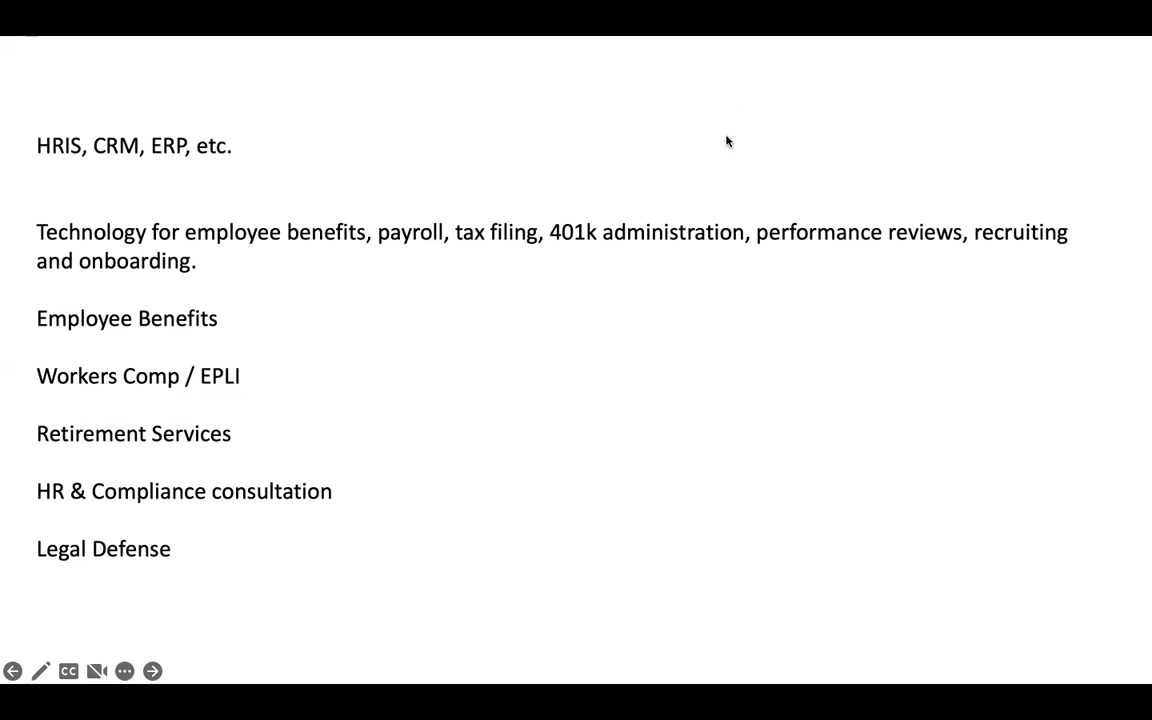 HRIS, CRM, ERP, etc.
Technology for employee benefits, payroll, tax filing, 401k administration, performance reviews, recruiting
and onboarding.
Employee Benefits
Workers Comp / EPLI
Retirement Services
HR & Compliance consultation
Legal Defense
CC